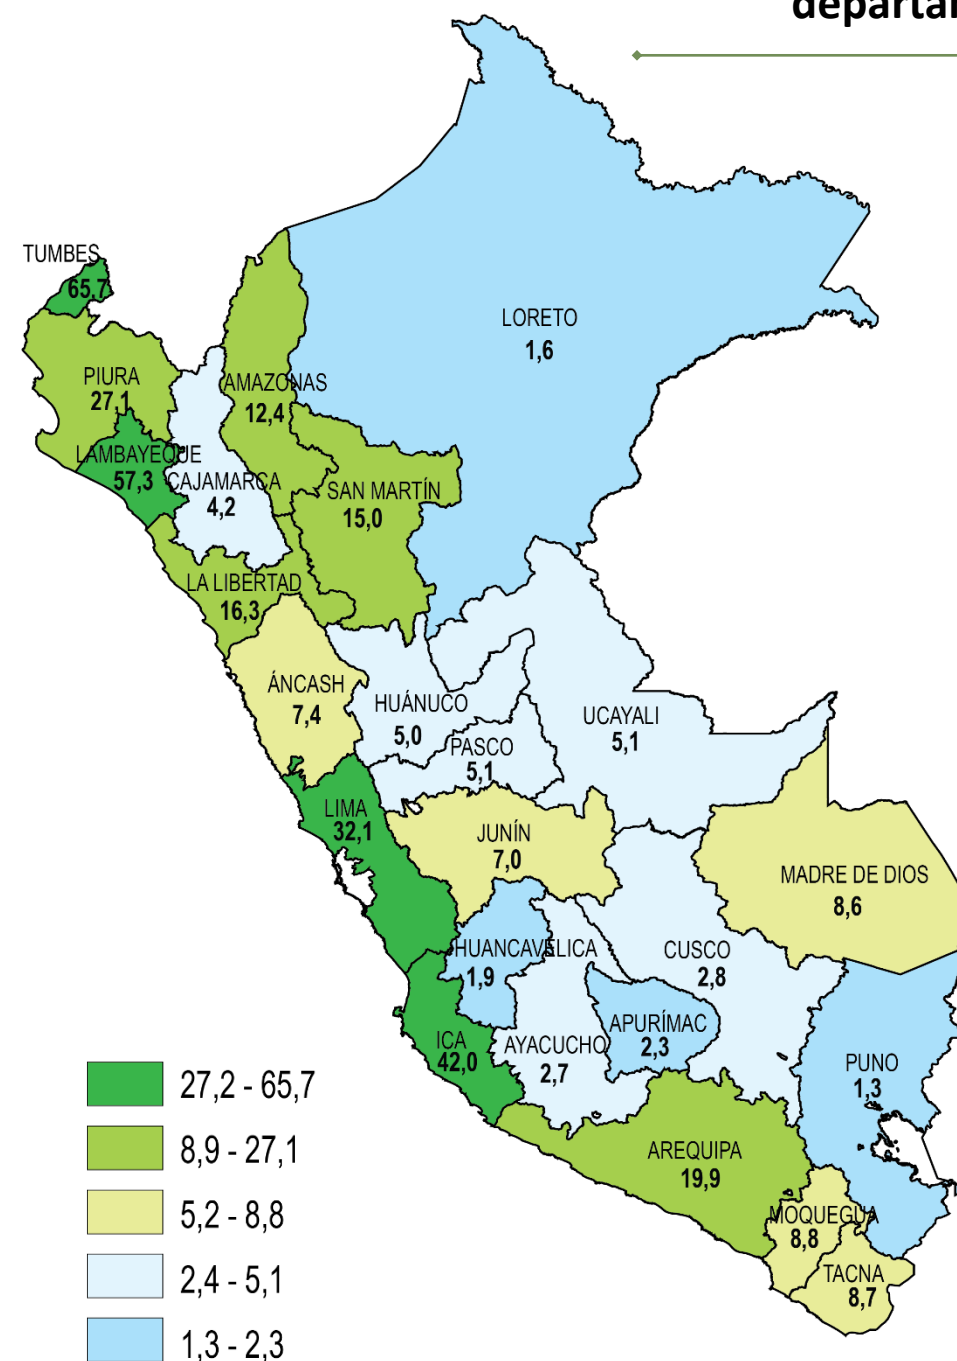 TUMBES
65,7
LORETO
1,6
PIURA
27,1
AMAZONAS
12,4
LAMBAYEQUE
57,3
CAJAMARCA
4,2
SAN MARTÍN
15,0
LA LIBERTAD
16,3
ÁNCASH
7,4
HUÁNUCO
5,0
UCAYALI
5,1
PASCO
5,1
LIMA
32,1
JUNÍN
7,0
MADRE DE DIOS
8,6
HUANCAVELICA
1,9
CUSCO
2,8
APURÍMAC
2,3
ICA
42,0
AYACUCHO
2,7
PUNO
1,3
AREQUIPA
19,9
MOQUEGUA
8,8
TACNA
8,7
27,2 - 65,7
8,9 - 27,1
5,2 - 8,8
2,4 - 5,1
1,3 - 2,3